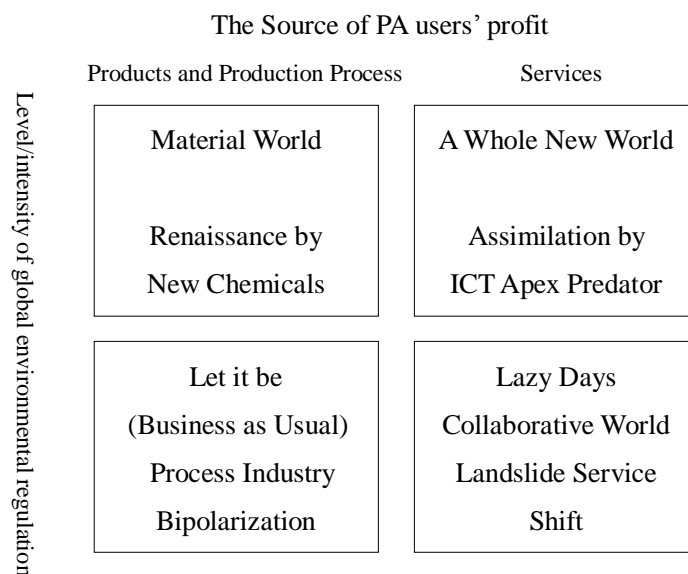 The Source of PA users’ profit
Products and Production Process
Services
Level/intensity of global environmental regulation
Material World
Renaissance by
New Chemicals
A Whole New World
Assimilation by
ICT Apex Predator
Let it be
(Business as Usual)
Process Industry
Bipolarization
Lazy Days
Collaborative World
Landslide Service
Shift